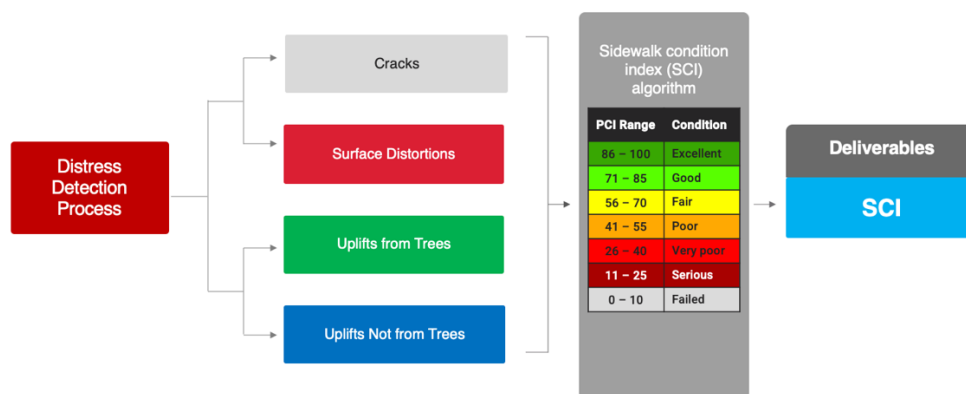 Distress
Detection
Process
Cracks
Surface Distortions
Uplifts from Trees
Uplifts Not from Trees
Sidewalk condition
index (SCI)
algorithm
PCI Range Condition
86 – 100 Excellent
71 – 85 Good
56 – 70 Fair
41 – 55 Poor
26 – 40 Very poor
11 – 25 Serious
0 – 10 Failed
Deliverables
SCI